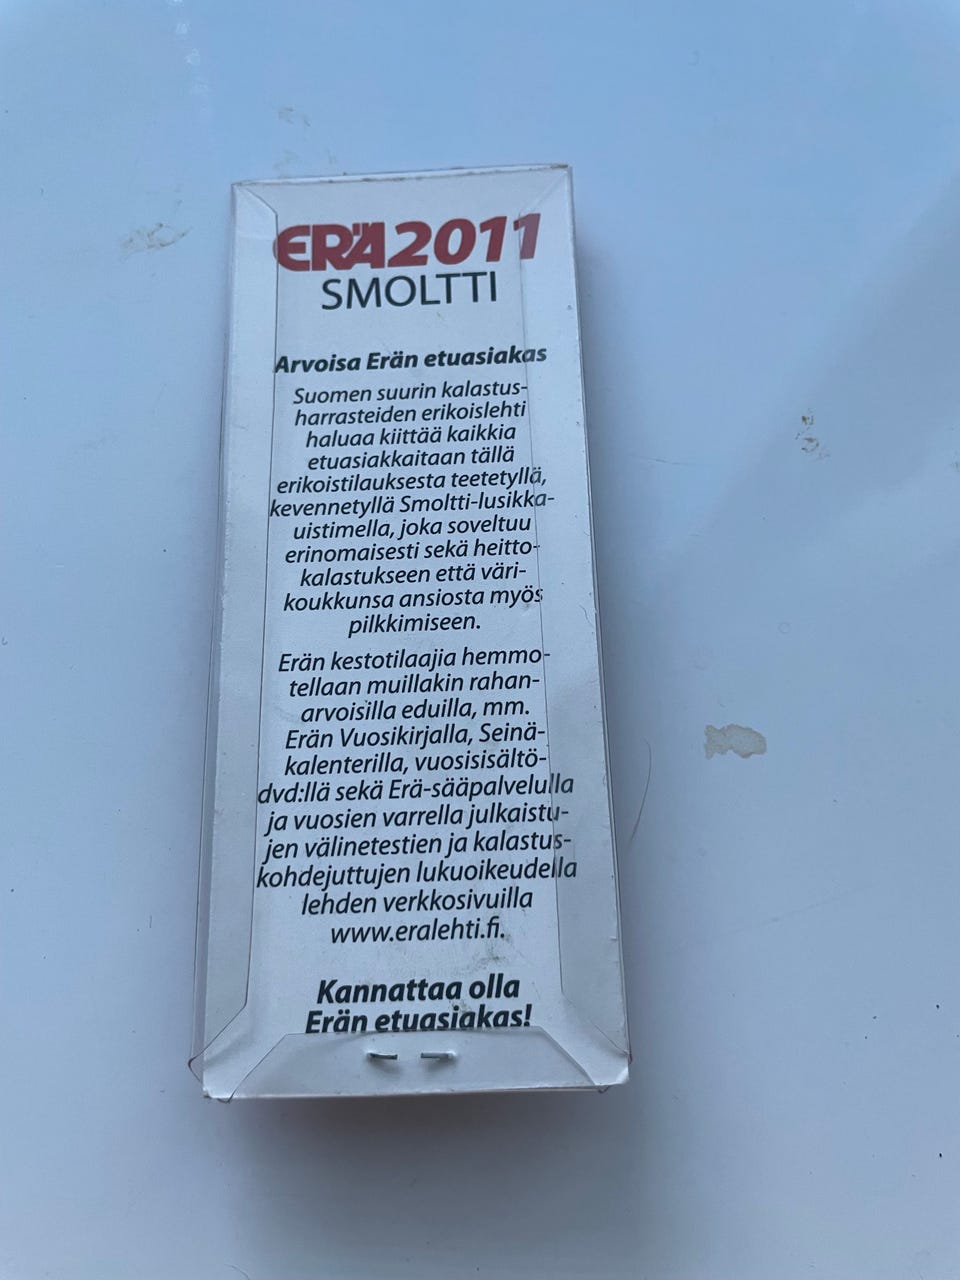 ERÄ2011
SMOLTTI
Arvoisa Erän etuasiakas
Suomen suurin kalastus-
harrasteiden erikoislehti
haluaa kiittää kaikkia
etuasiakkaitaan tällä
erikoistilauksesta teetetyllä,
kevennetyllä Smoltti-lusikka-
uistimella, joka soveltuu
erinomaisesti sekä heitto-
kalastukseen että väri-
koukkunsa ansiosta myös
pilkkimiseen.
Erän kestotilaajia hemmo-
tellaan muillakin rahan-
arvoisilla eduilla, mm.
Erän Vuosikirjalla, Seinä-
kalenterilla, vuosisisältö-
dvd:llä sekä Erä-sääpalvelulla
ja vuosien varrella julkaistu-
jen välinetestien ja kalastus-
kohdejuttujen lukuoikeudella
lehden verkkosivuilla
www.eralehti.fi.
Kannattaa olla
Erän etuasiakas!